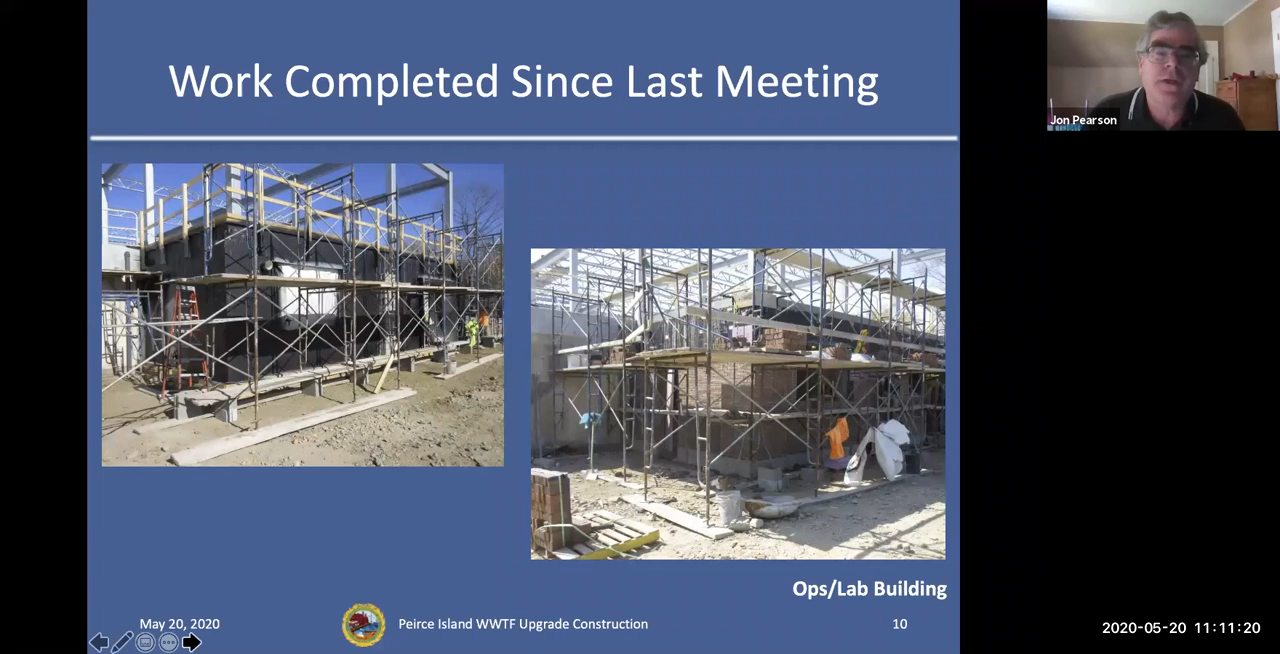 Work Completed Since Last Meeting
Jon Pearson
Ops/Lab Building
May 20, 2020
Peirce Island WWTF Upgrade Construction
10
2020-05-20 11:11:20